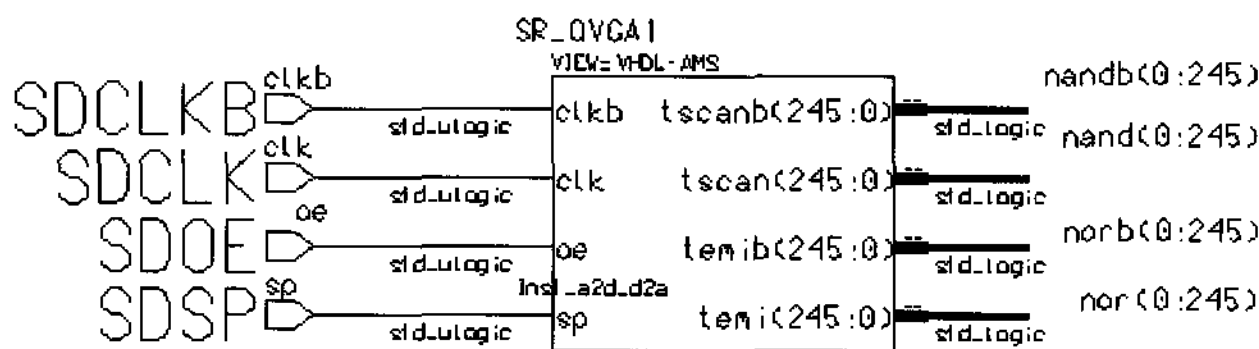 SR_QVGA1
VIEW= VHDL-AMS
SDCLKB clkb std_ulogic clkb tscanb(245:0) std_logic nandb(0:245)
SDCLK clk std_ulogic clk tscan(245:0) std_logic nand(0:245)
SDOE oe std_ulogic oe temib(245:0) std_logic norb(0:245)
Inst_a2d_d2a
SDSP sp std_ulogic sp temi(245:0) std_logic nor(0:245)